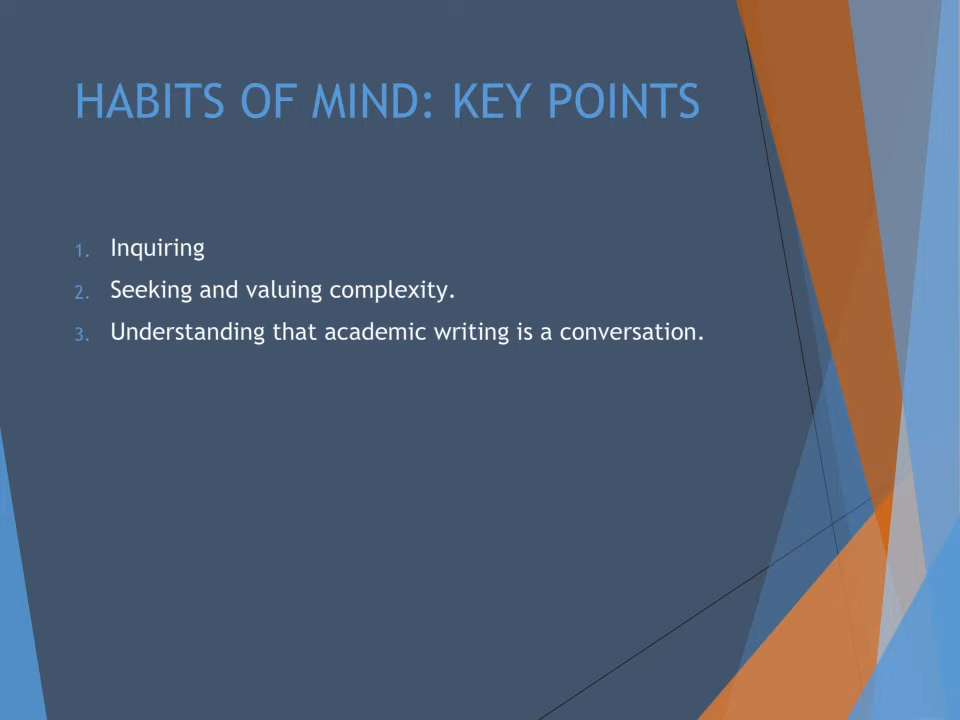 HABITS OF MIND: KEY POINTS
1. Inquiring
2. Seeking and valuing complexity.
3. Understanding that academic writing is a conversation.